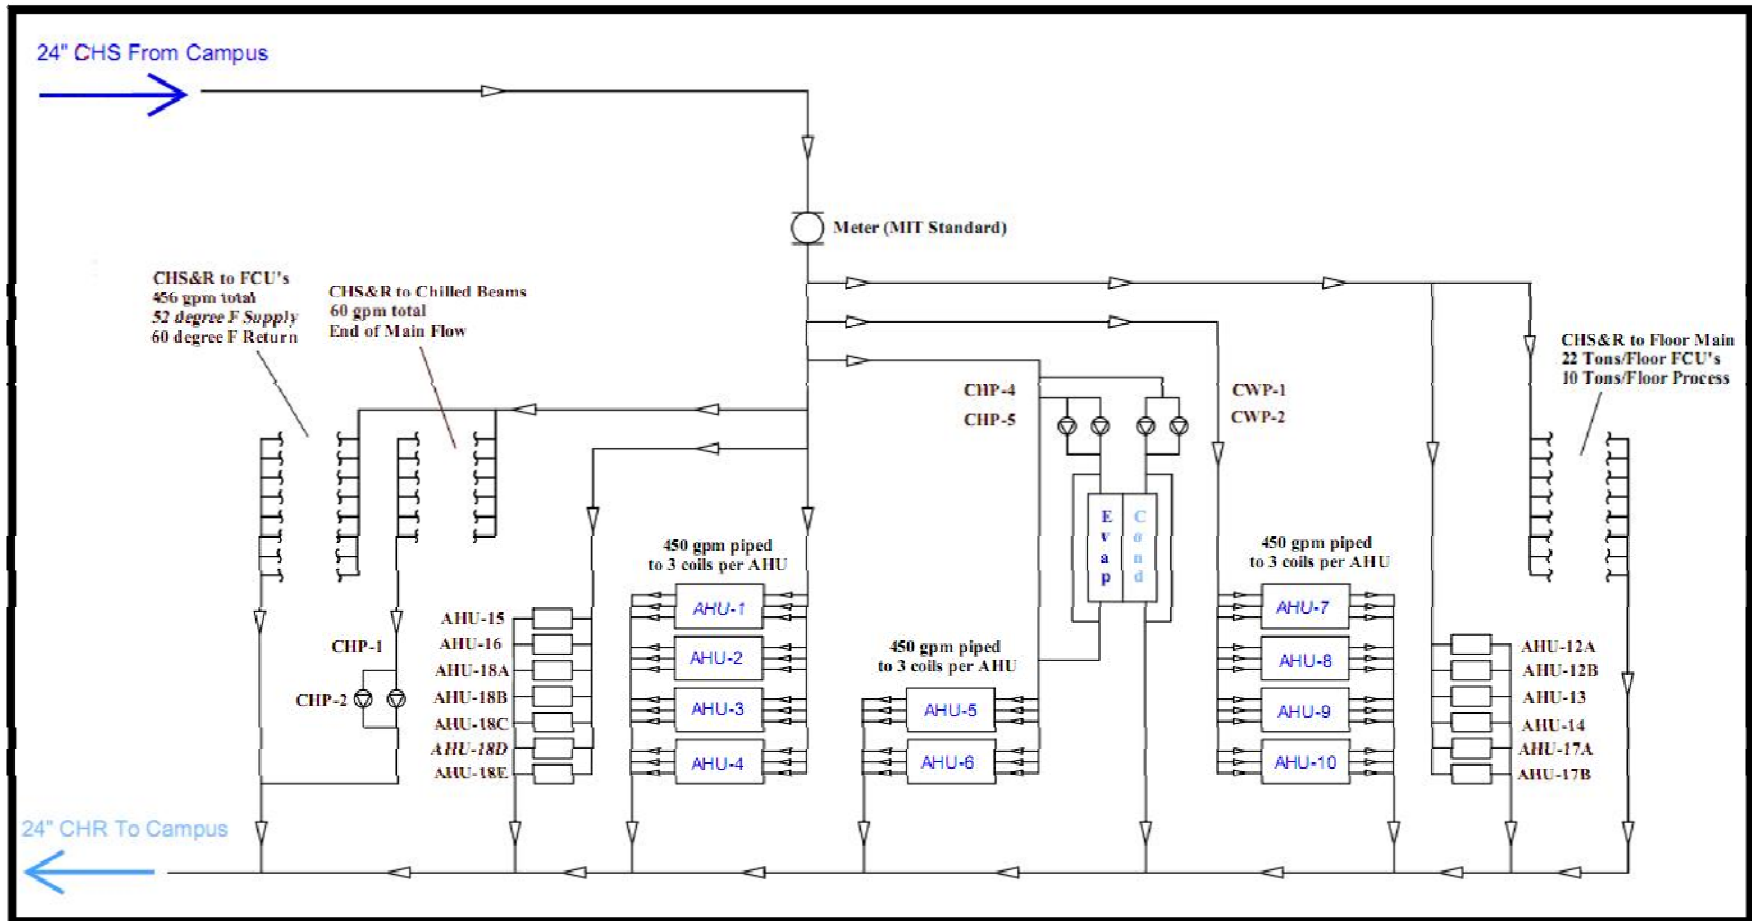 24" CHS From Campus
Meter (MIT Standard)
CHS&R to FCU's
456 gpm total
52 degree F Supply
60 degree F Return
CHS&R to Chilled Beams
60 gpm total
End of Main Flow
CHS&R to Floor Main
22 Tons/Floor FCU's
10 Tons/Floor Process
CHP-4
CHP-5
CWP-1
CWP-2
Evap
Cond
450 gpm piped
to 3 coils per AHU
450 gpm piped
to 3 coils per AHU
450 gpm piped
to 3 coils per AHU
CHP-1
CHP-2
AHU-15
AHU-16
AHU-18A
AHU-18B
AHU-18C
AHU-18D
AHU-18E
AHU-1
AHU-2
AHU-3
AHU-4
AHU-5
AHU-6
AHU-7
AHU-8
AHU-9
AHU-10
AHU-12A
AHU-12B
AHU-13
AHU-14
AHU-17A
AHU-17B
24" CHR To Campus